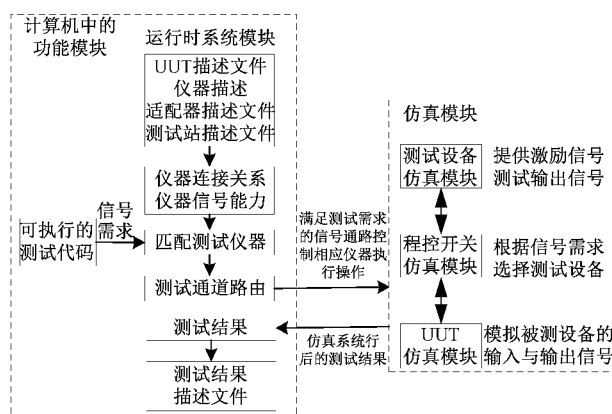 计算机中的
功能模块
运行时系统模块
UUT描述文件
仪器描述
适配器描述文件
测试站描述文件
仪器连接关系
仪器信号能力
信号
需求
可执行的
测试代码
匹配测试仪器
测试通道路由
测试结果
测试结果
描述文件
满足测试需求
的信号通路控
制相应仪器执
行操作
仿真系统行
后的测试结果
仿真模块
测试设备
仿真模块
提供激励信号
测试输出信号
程控开关
仿真模块
根据信号需求
选择测试设备
UUT
仿真模块
模拟被测设备的
输入与输出信号